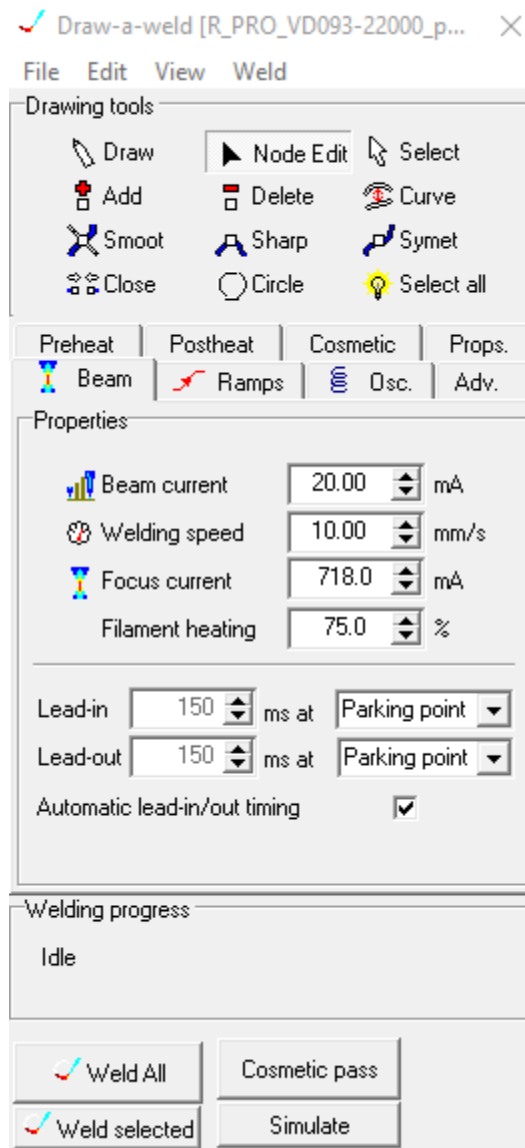 Draw-a-weld [R_PRO_VD093-22000_p...
File Edit View Weld
Drawing tools
Draw Node Edit Select
Add Delete Curve
Smoot Sharp Symet
Close Circle Select all
Preheat Postheat Cosmetic Props.
Beam Ramps Osc. Adv.
Properties
Beam current 20.00 mA
Welding speed 10.00 mm/s
Focus current 718.0 mA
Filament heating 75.0 %
Lead-in 150 ms at Parking point
Lead-out 150 ms at Parking point
Automatic lead-in/out timing
Welding progress
Idle
Weld All Cosmetic pass
Weld selected Simulate